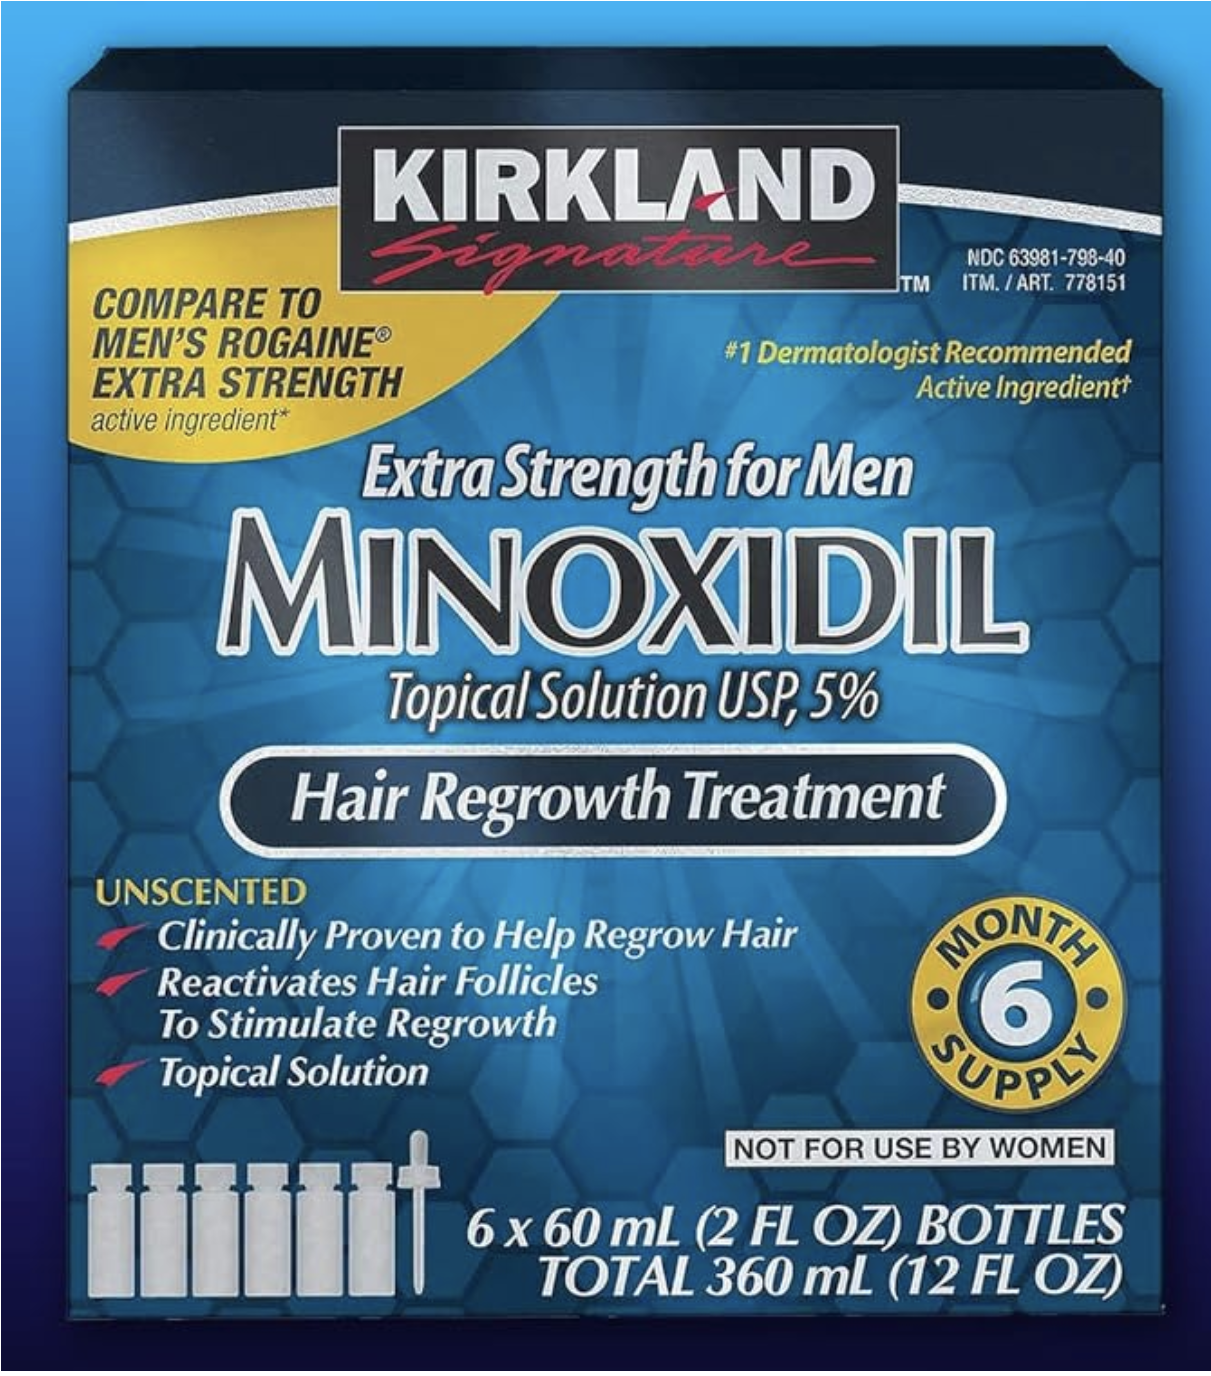 KIRKLAND
Signature™
NDC 63981-798-40
ITM. / ART. 778151
COMPARE TO
MEN'S ROGAINE®
EXTRA STRENGTH
active ingredient*
#1 Dermatologist Recommended
Active Ingredient†
Extra Strength for Men
MINOXIDIL
Topical Solution USP, 5%
Hair Regrowth Treatment
UNSCENTED
Clinically Proven to Help Regrow Hair
Reactivates Hair Follicles
To Stimulate Regrowth
Topical Solution
MONTH
6
SUPPLY
NOT FOR USE BY WOMEN
6 x 60 mL (2 FL OZ) BOTTLES
TOTAL 360 mL (12 FL OZ)